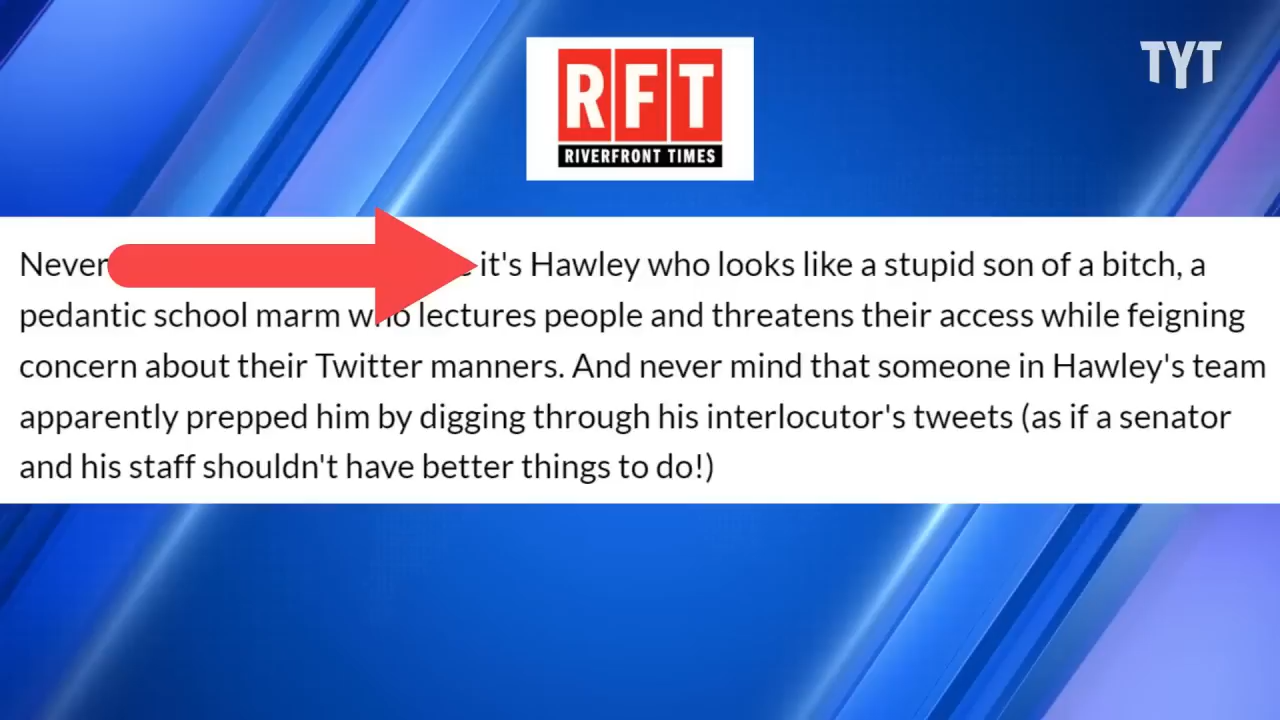 RFT
RIVERFRONT TIMES
TYT
Never it's Hawley who looks like a stupid son of a bitch, a
pedantic school marm who lectures people and threatens their access while feigning
concern about their Twitter manners. And never mind that someone in Hawley's team
apparently prepped him by digging through his interlocutor's tweets (as if a senator
and his staff shouldn't have better things to do!)